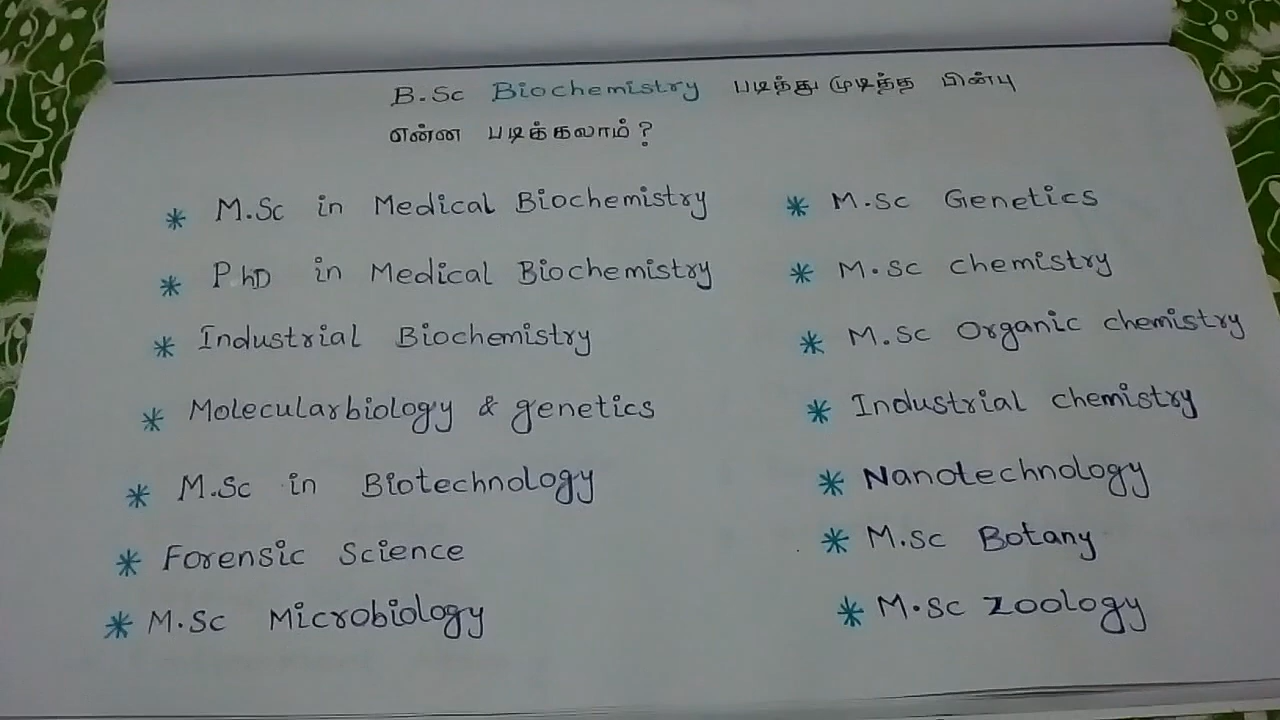 B.Sc Biochemistry படித்து முடித்த பின்பு
என்ன படிக்கலாம்?
* M.Sc in Medical Biochemistry
* PhD in Medical Biochemistry
* Industrial Biochemistry
* Molecularbiology & genetics
* M.Sc in Biotechnology
* Forensic Science
* M.Sc Microbiology
* M.Sc Genetics
* M.Sc chemistry
* M.Sc Organic chemistry
* Industrial chemistry
* Nanotechnology
* M.Sc Botany
* M.Sc zoology